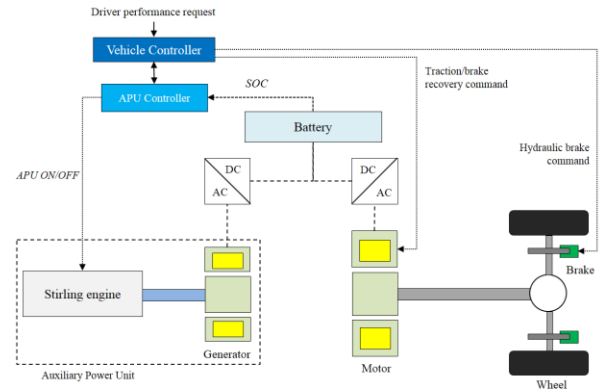 Driver performance request
Vehicle Controller
Traction/brake
recovery command
SOC
APU Controller
Battery
Hydraulic brake
command
APU ON/OFF
DC
AC
DC
AC
Brake
Stirling engine
Generator
Motor
Auxiliary Power Unit
Wheel